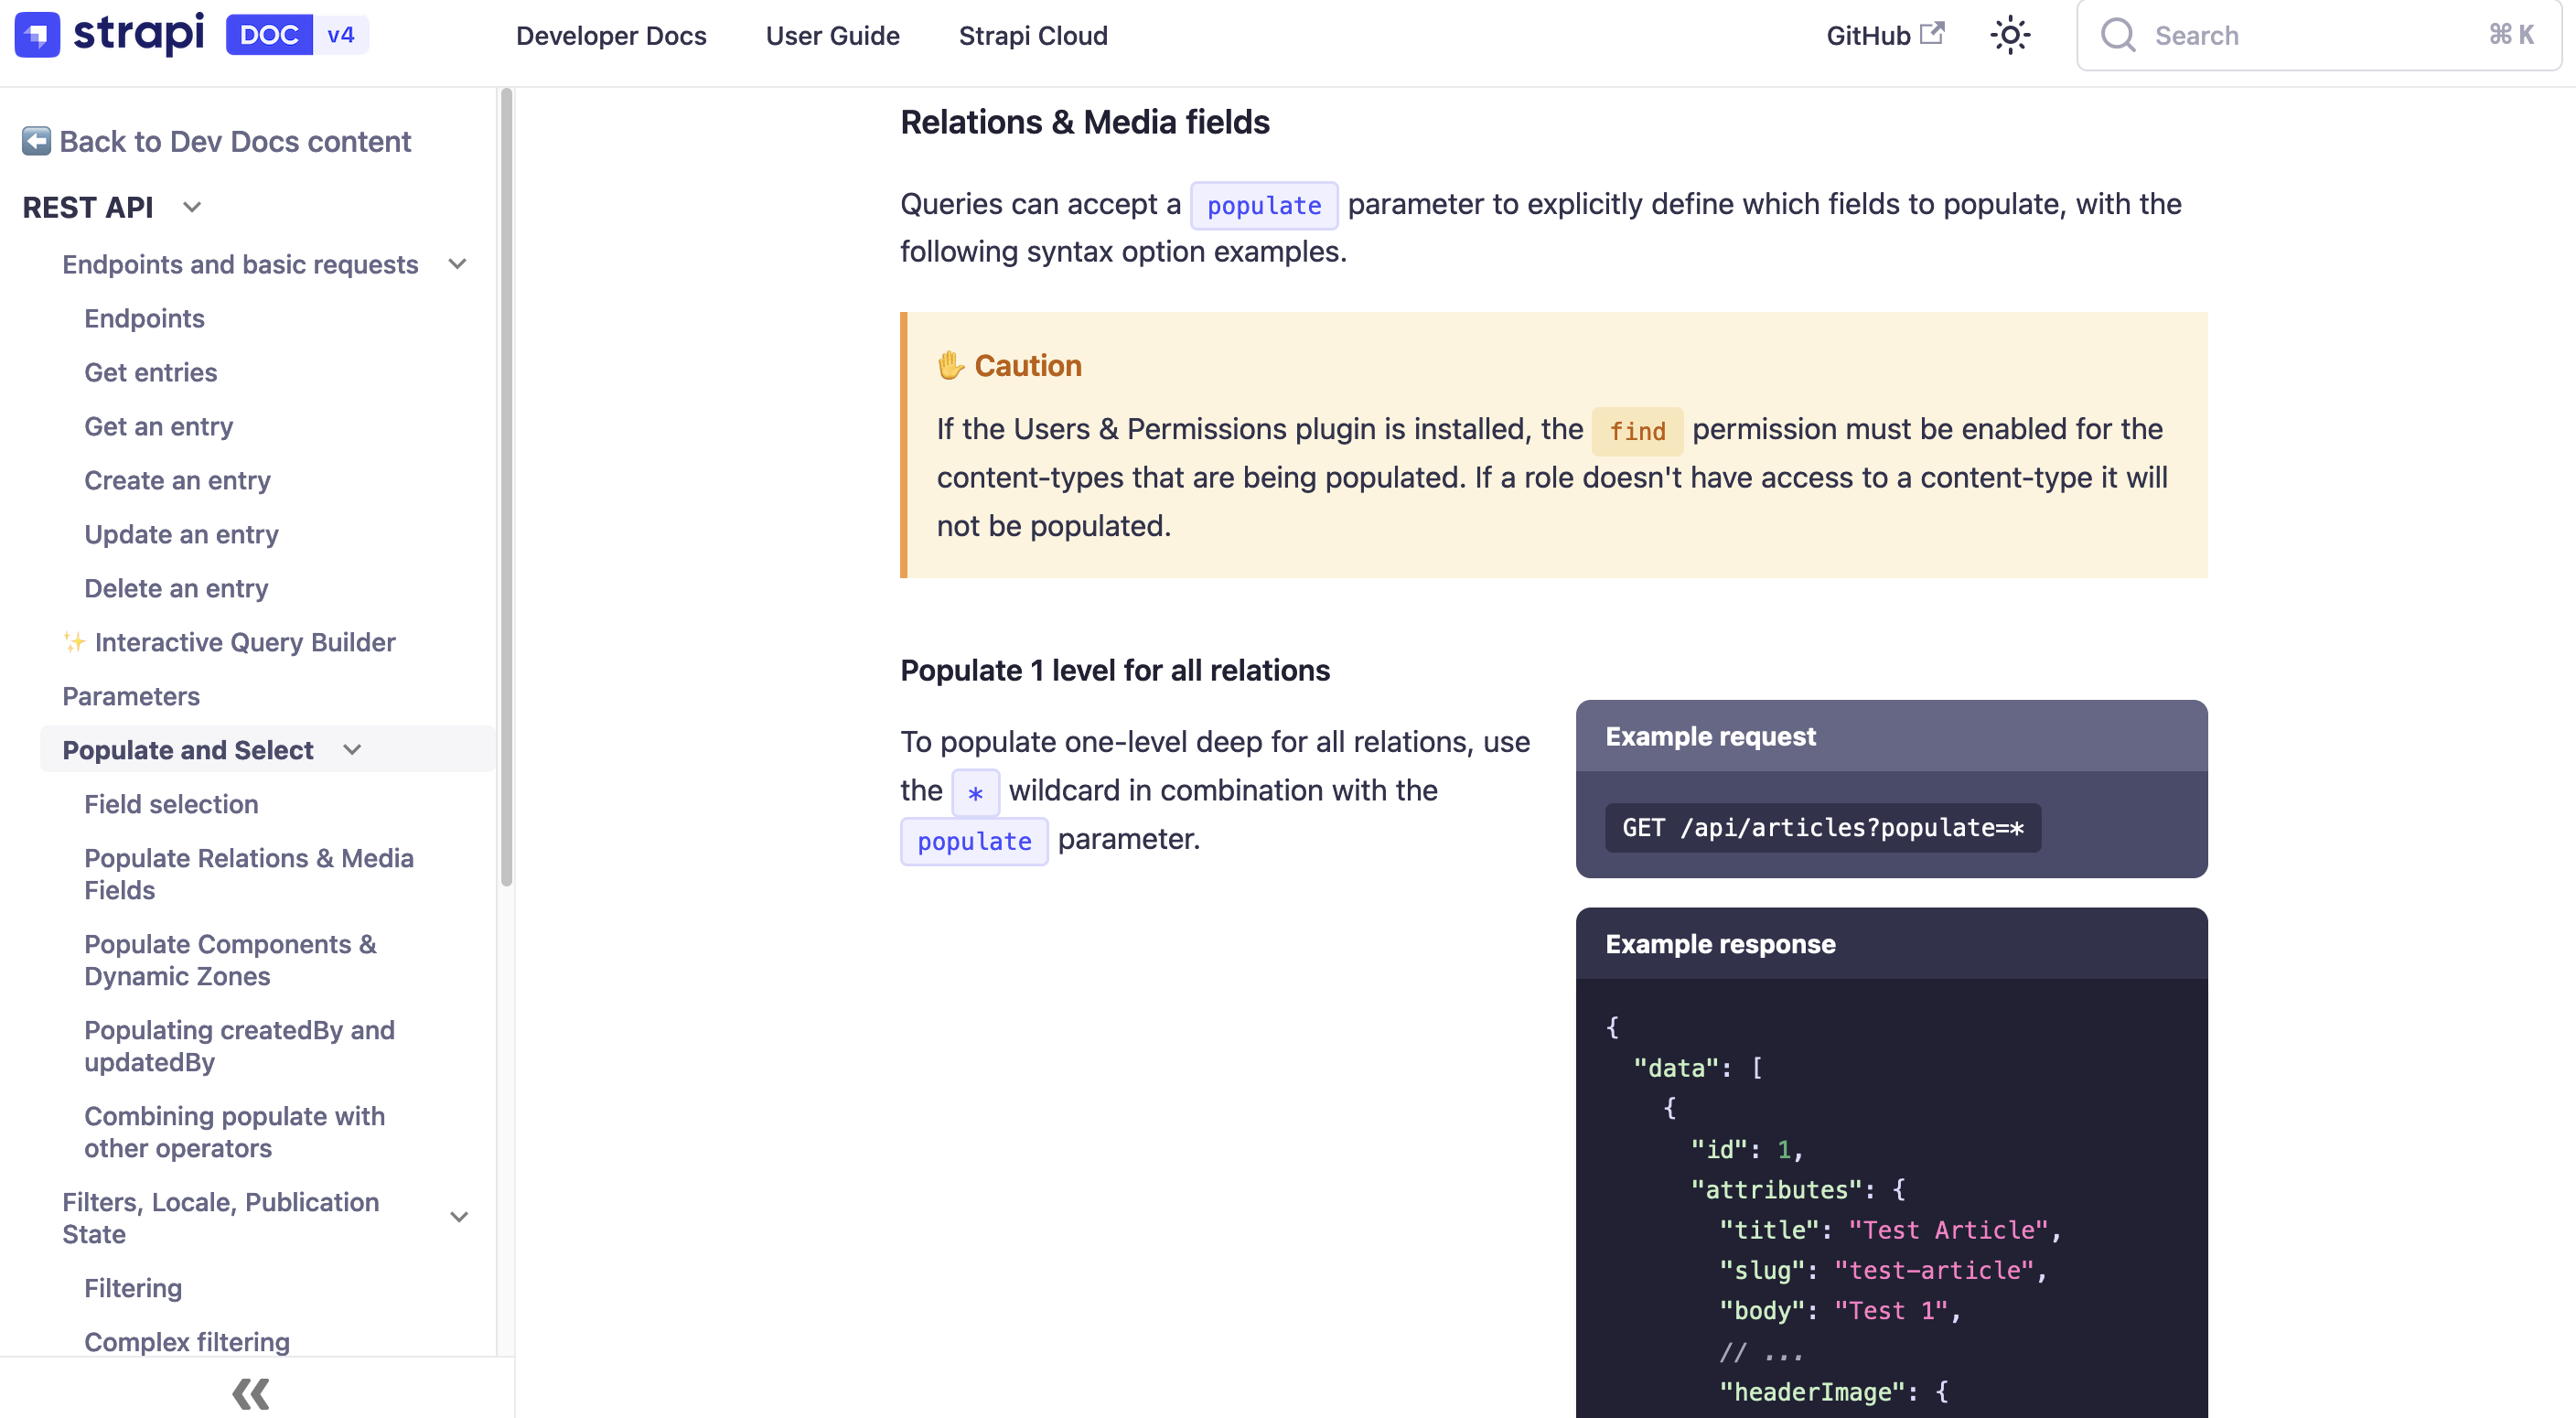 strapi DOC v4
Developer Docs
User Guide
Strapi Cloud
GitHub
Search
⌘ K
⬅️ Back to Dev Docs content
REST API
Endpoints and basic requests
Endpoints
Get entries
Get an entry
Create an entry
Update an entry
Delete an entry
✨ Interactive Query Builder
Parameters
Populate and Select
Field selection
Populate Relations & Media
Fields
Populate Components &
Dynamic Zones
Populating createdBy and
updatedBy
Combining populate with
other operators
Filters, Locale, Publication
State
Filtering
Complex filtering
Relations & Media fields
Queries can accept a populate parameter to explicitly define which fields to populate, with the
following syntax option examples.
✋ Caution
If the Users & Permissions plugin is installed, the find permission must be enabled for the
content-types that are being populated. If a role doesn't have access to a content-type it will
not be populated.
Populate 1 level for all relations
To populate one-level deep for all relations, use
the * wildcard in combination with the
populate parameter.
Example request
GET /api/articles?populate=*
Example response
{
"data": [
{
"id": 1,
"attributes": {
"title": "Test Article",
"slug": "test-article",
"body": "Test 1",
// ...
"headerImage": {